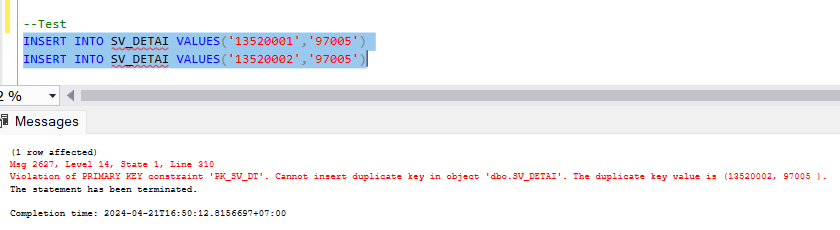 --Test
INSERT INTO SV_DETAI VALUES('13520001','97005')
INSERT INTO SV_DETAI VALUES('13520002','97005')
2 %
Messages
(1 row affected)
Msg 2627, Level 14, State 1, Line 310
Violation of PRIMARY KEY constraint 'PK_SV_DT'. Cannot insert duplicate key in object 'dbo.SV_DETAI'. The duplicate key value is (13520002, 97005 ).
The statement has been terminated.
Completion time: 2024-04-21T16:50:12.8156697+07:00